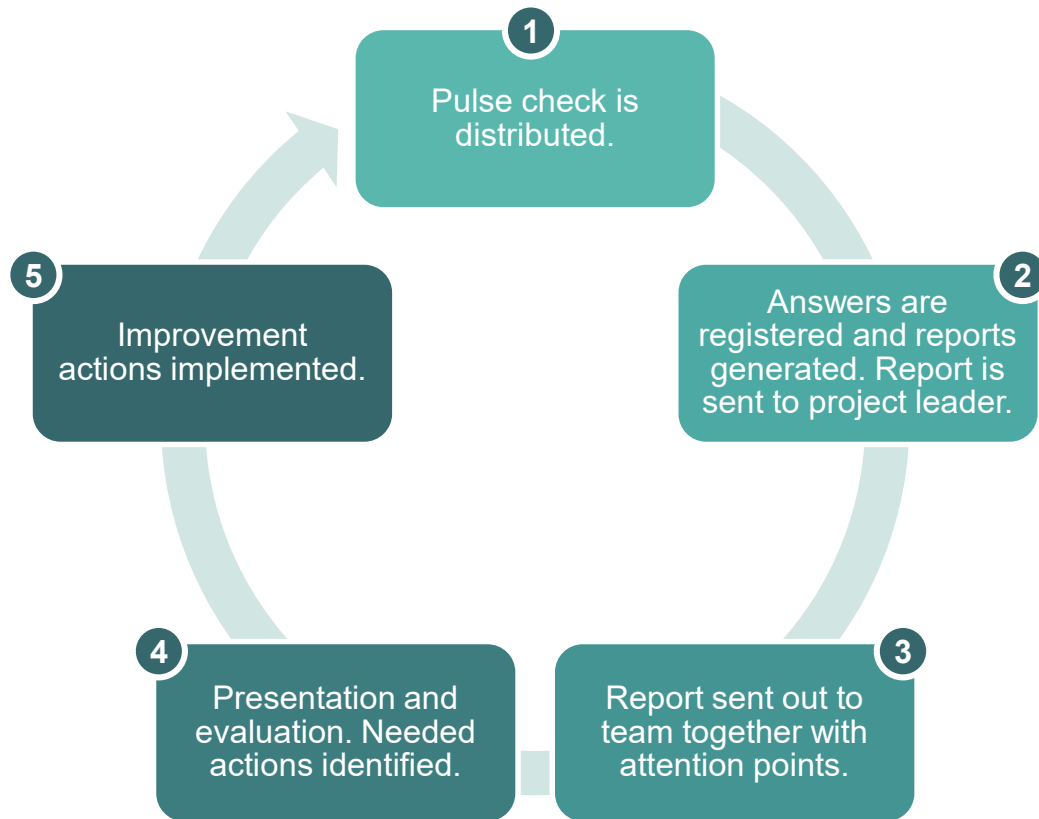 1
Pulse check is
distributed.
2
Answers are
registered and reports
generated. Report is
sent to project leader.
3
Report sent out to
team together with
attention points.
4
Presentation and
evaluation. Needed
actions identified.
5
Improvement
actions implemented.